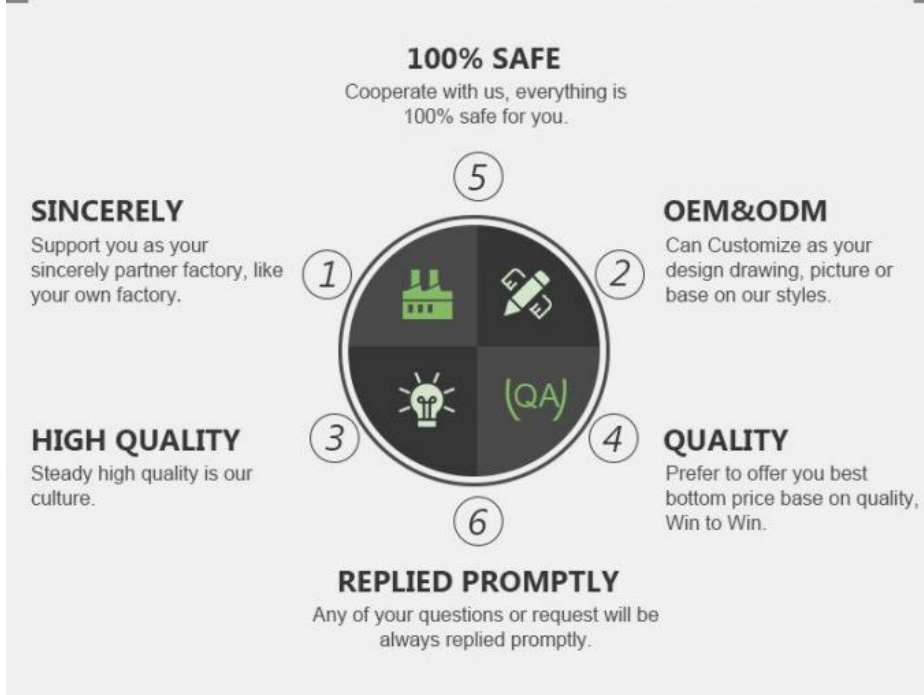 100% SAFE
Cooperate with us, everything is
100% safe for you.
5
SINCERELY
Support you as your
sincerely partner factory, like
your own factory.
1
OEM&ODM
Can Customize as your
design drawing, picture or
base on our styles.
2
(QA)
HIGH QUALITY
Steady high quality is our
culture.
3
QUALITY
Prefer to offer you best
bottom price base on quality,
Win to Win.
4
6
REPLIED PROMPTLY
Any of your questions or request will be
always replied promptly.